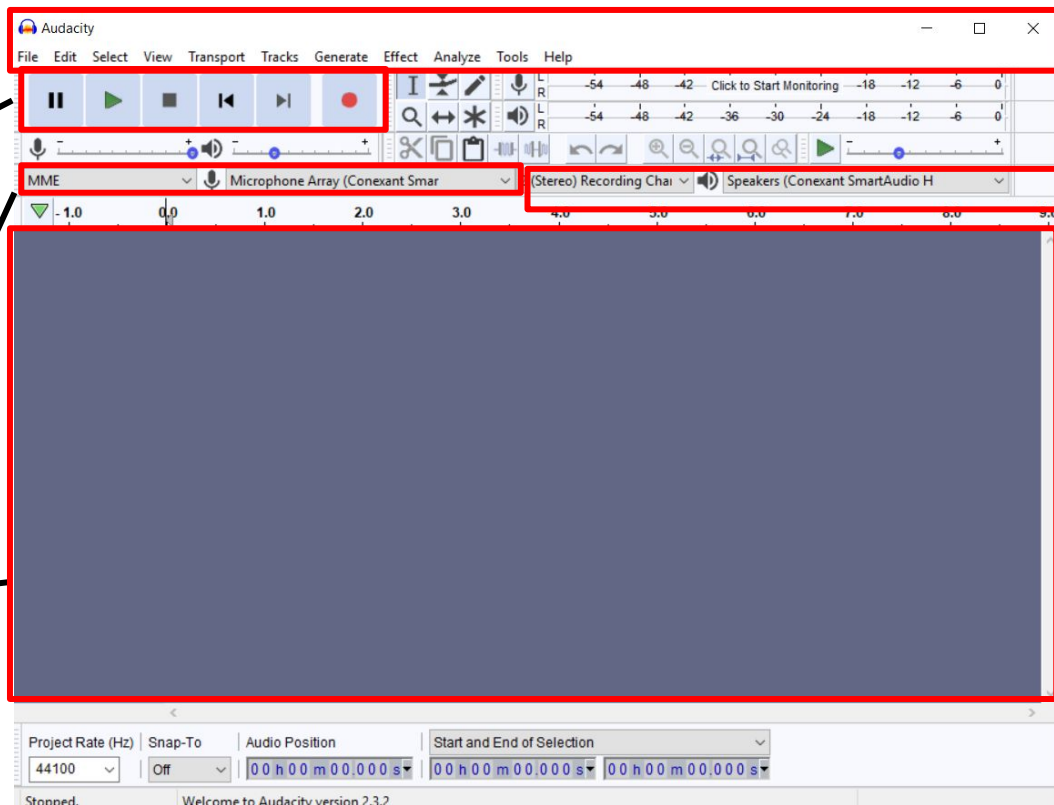 Audacity
File Edit Select View Transport Tracks Generate Effect Analyze Tools Help
L R -54 -48 -42 Click to Start Monitoring -18 -12 -6 0
L R -54 -48 -42 -36 -30 -24 -18 -12 -6 0
- + - + - +
MME Microphone Array (Conexant Smar (Stereo) Recording Chai Speakers (Conexant SmartAudio H
- 1.0 0.0 1.0 2.0 3.0 4.0 5.0 6.0 7.0 8.0 9.0
Project Rate (Hz) Snap-To Audio Position Start and End of Selection
44100 Off 00 h 00 m 00.000 s 00 h 00 m 00.000 s 00 h 00 m 00.000 s
Stopped. Welcome to Audacity version 2.3.2